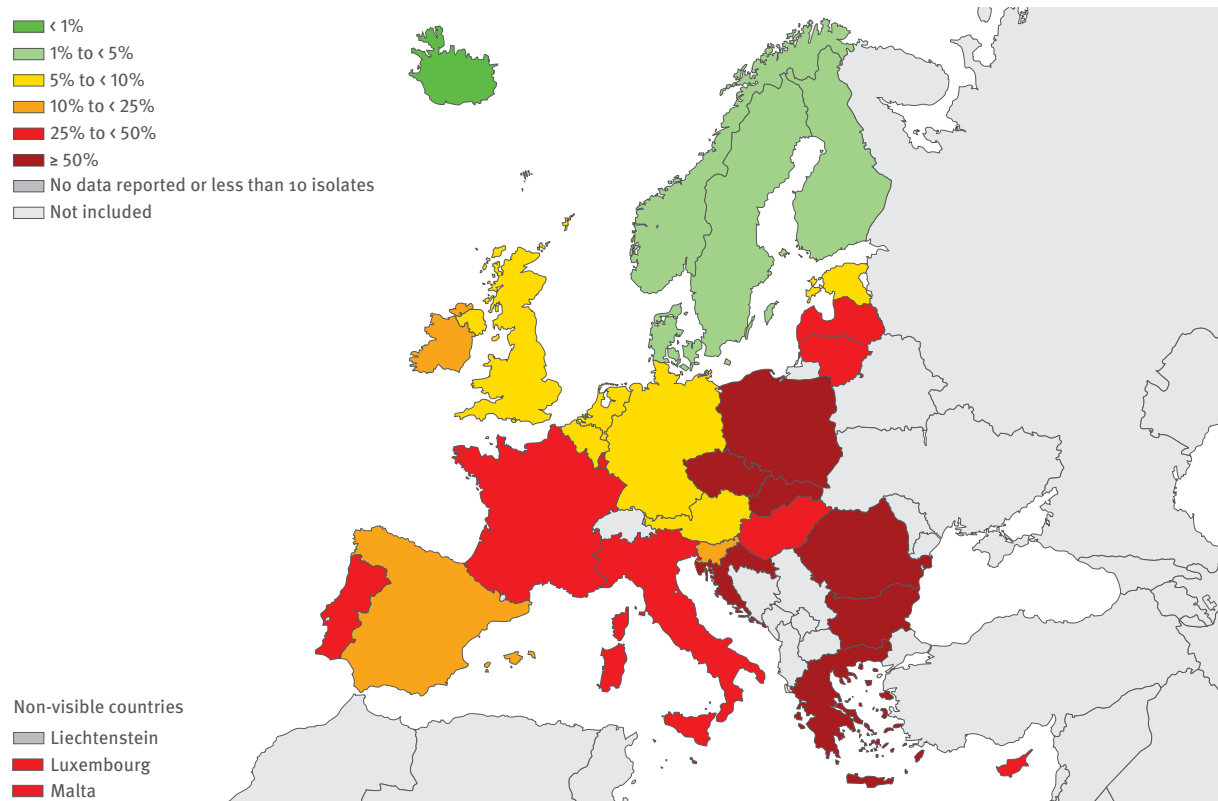 < 1%
1% to < 5%
5% to < 10%
10% to < 25%
25% to < 50%
≥ 50%
No data reported or less than 10 isolates
Not included
Non-visible countries
Liechtenstein
Luxembourg
Malta